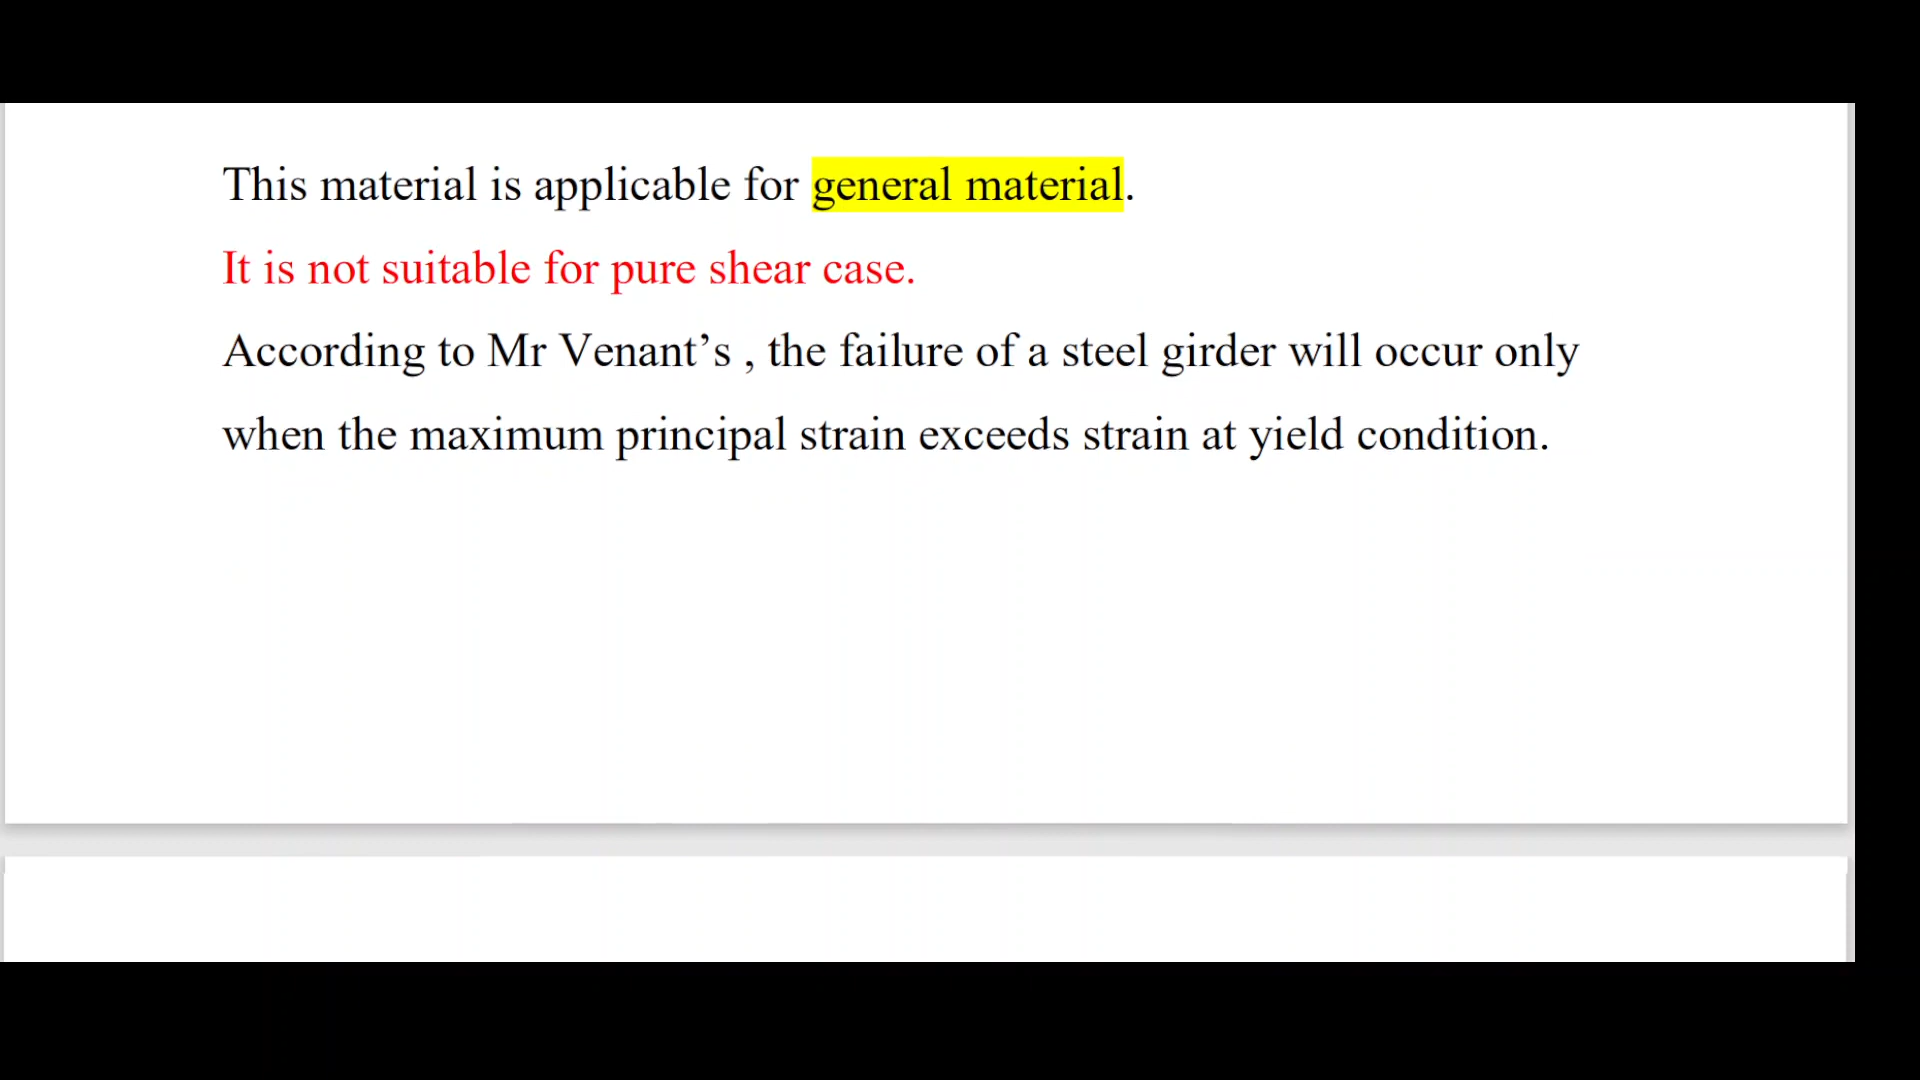 This material is applicable for general material.
It is not suitable for pure shear case.
According to Mr Venant’s , the failure of a steel girder will occur only
when the maximum principal strain exceeds strain at yield condition.